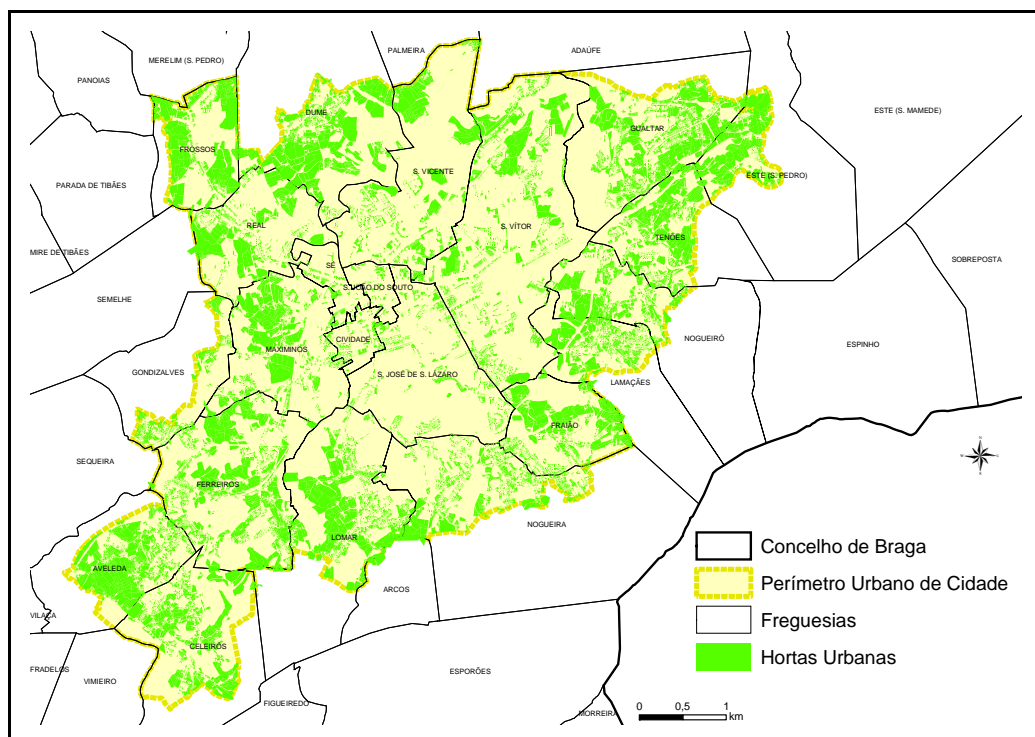 PALMEIRA
ADAÚFE
MERELIM (S. PEDRO)
PANOIAS
DUME
ESTE (S. MAMEDE)
GUALTAR
FROSSOS
S. VICENTE
ESTE (S. PEDRO)
PARADA DE TIBÃES
REAL
S. VÍTOR
TENÕES
MIRE DE TIBÃES
SÉ
SOBREPOSTA
S. JOÃO DO SOUTO
SEMELHE
CIVIDADE
NOGUEIRÓ
ESPINHO
MAXIMINOS
GONDIZALVES
S. JOSÉ DE S. LÁZARO
LAMAÇÃES
FRAIÃO
SEQUEIRA
FERREIROS
NOGUEIRA
LOMAR
AVELEDA
ARCOS
VILAÇA
CELEIRÓS
FRADELOS
VIMIEIRO
ESPORÕES
FIGUEIREDO
MORREIRA
N
W
E
S
Concelho de Braga
Perímetro Urbano de Cidade
Freguesias
Hortas Urbanas
0 0,5 1
km